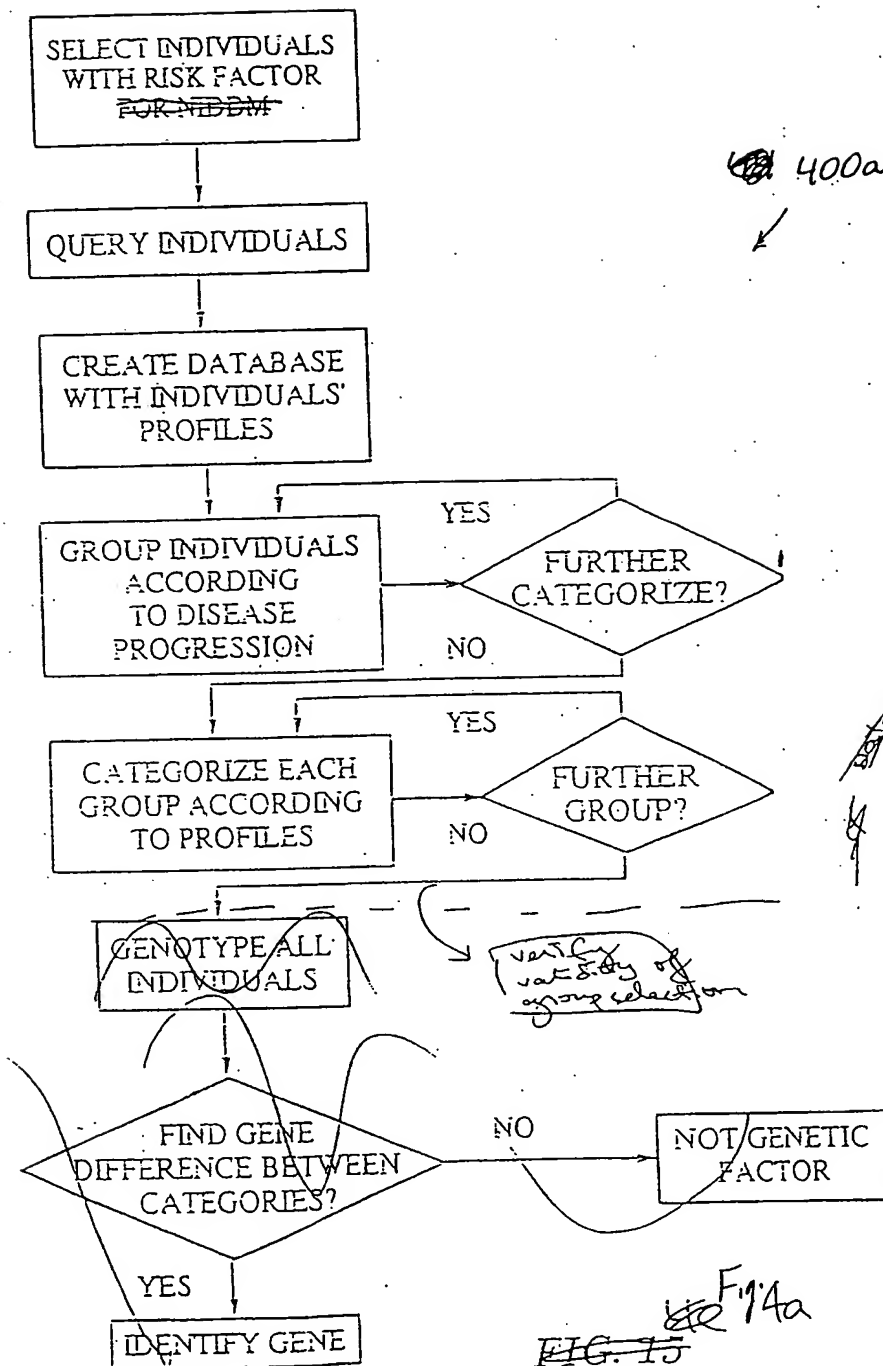 SELECT INDIVIDUALS
WITH RISK FACTOR
FOR NIDDM
400a
QUERY INDIVIDUALS
CREATE DATABASE
WITH INDIVIDUALS'
PROFILES
YES
GROUP INDIVIDUALS
ACCORDING
TO DISEASE
PROGRESSION
FURTHER
CATEGORIZE?
NO
YES
CATEGORIZE EACH
GROUP ACCORDING
TO PROFILES
FURTHER
GROUP?
NO
GENOTYPE ALL
INDIVIDUALS
verify
validity of
group selection
FIND GENE
DIFFERENCE BETWEEN
CATEGORIES?
NO
NOT GENETIC
FACTOR
YES
IDENTIFY GENE
Fig. 4a
FIG. 15